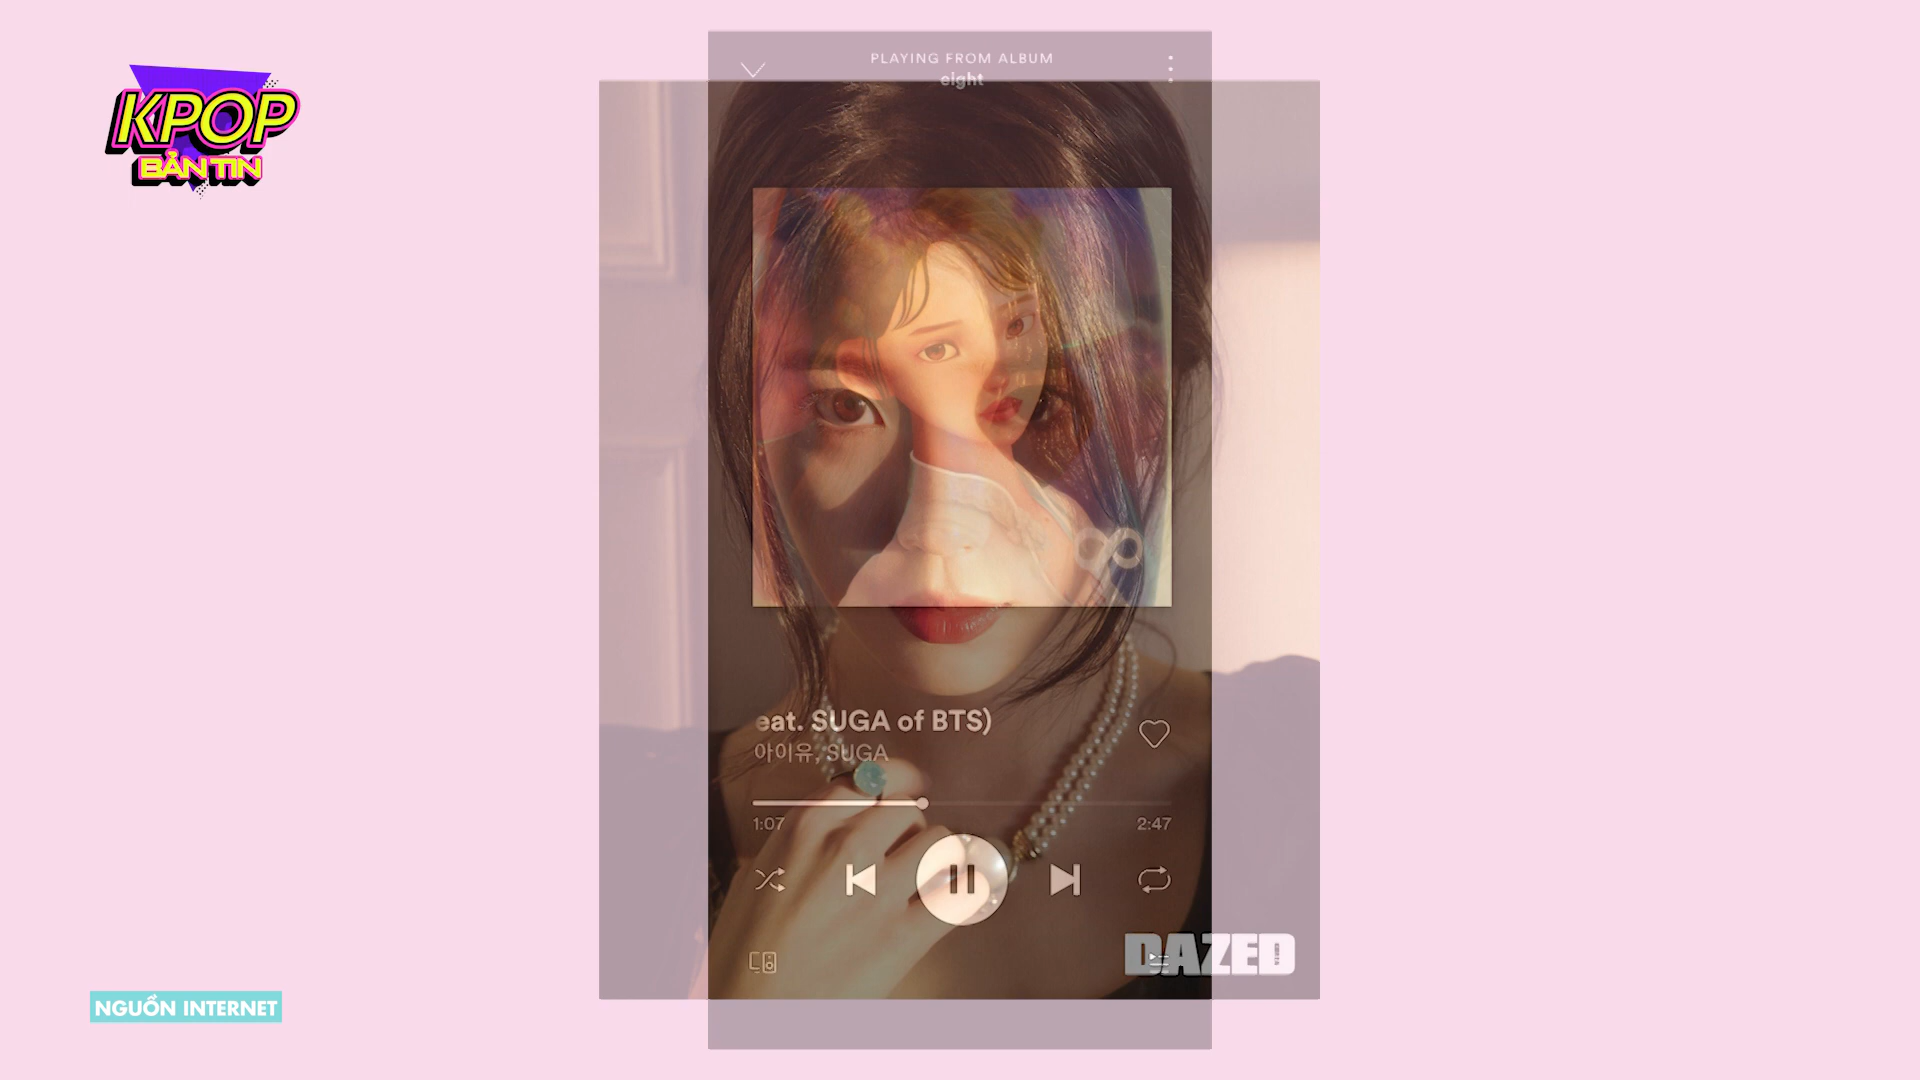 KPOP
BẢN TIN
PLAYING FROM ALBUM
eight
eat. SUGA of BTS)
아이유, SUGA
1:07
2:47
DAZED
NGUỒN INTERNET